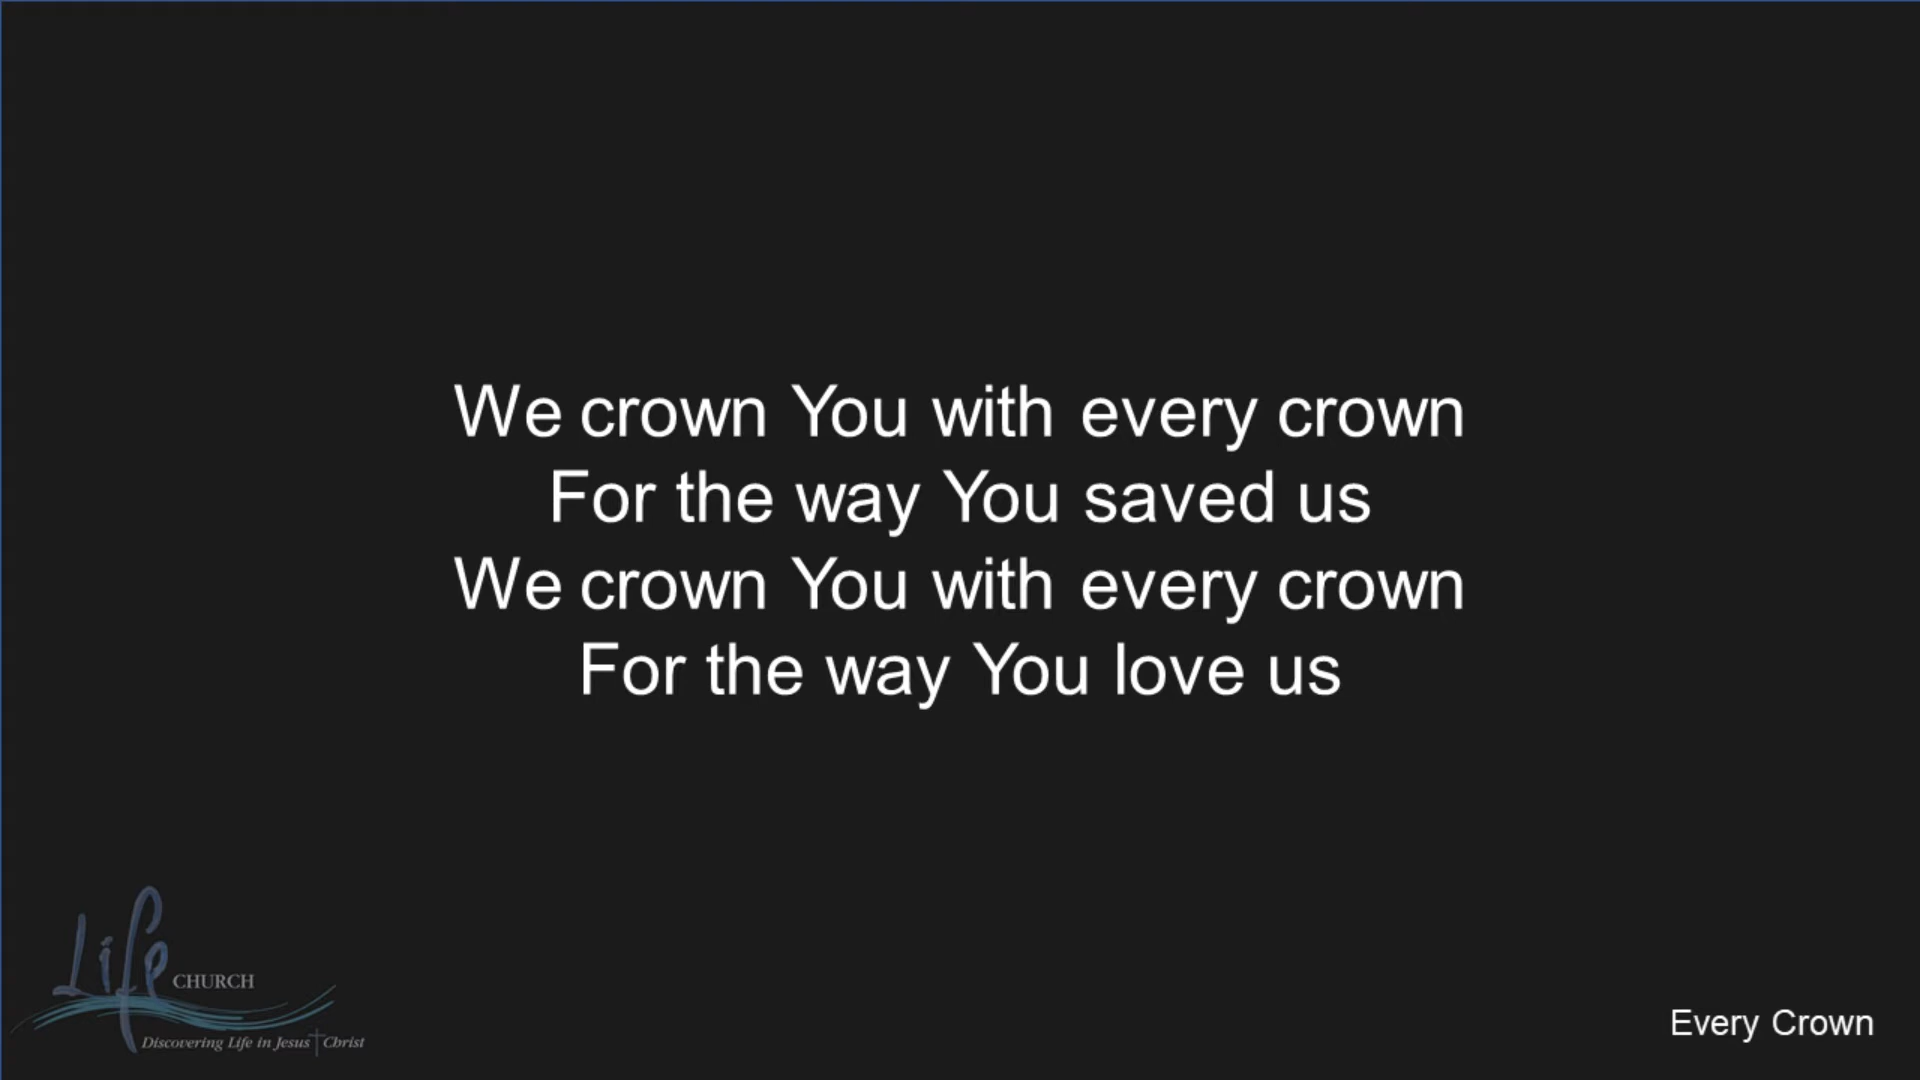 We crown You with every crown
For the way You saved us
We crown You with every crown
For the way You love us
Life CHURCH
Discovering Life in Jesus Christ
Every Crown